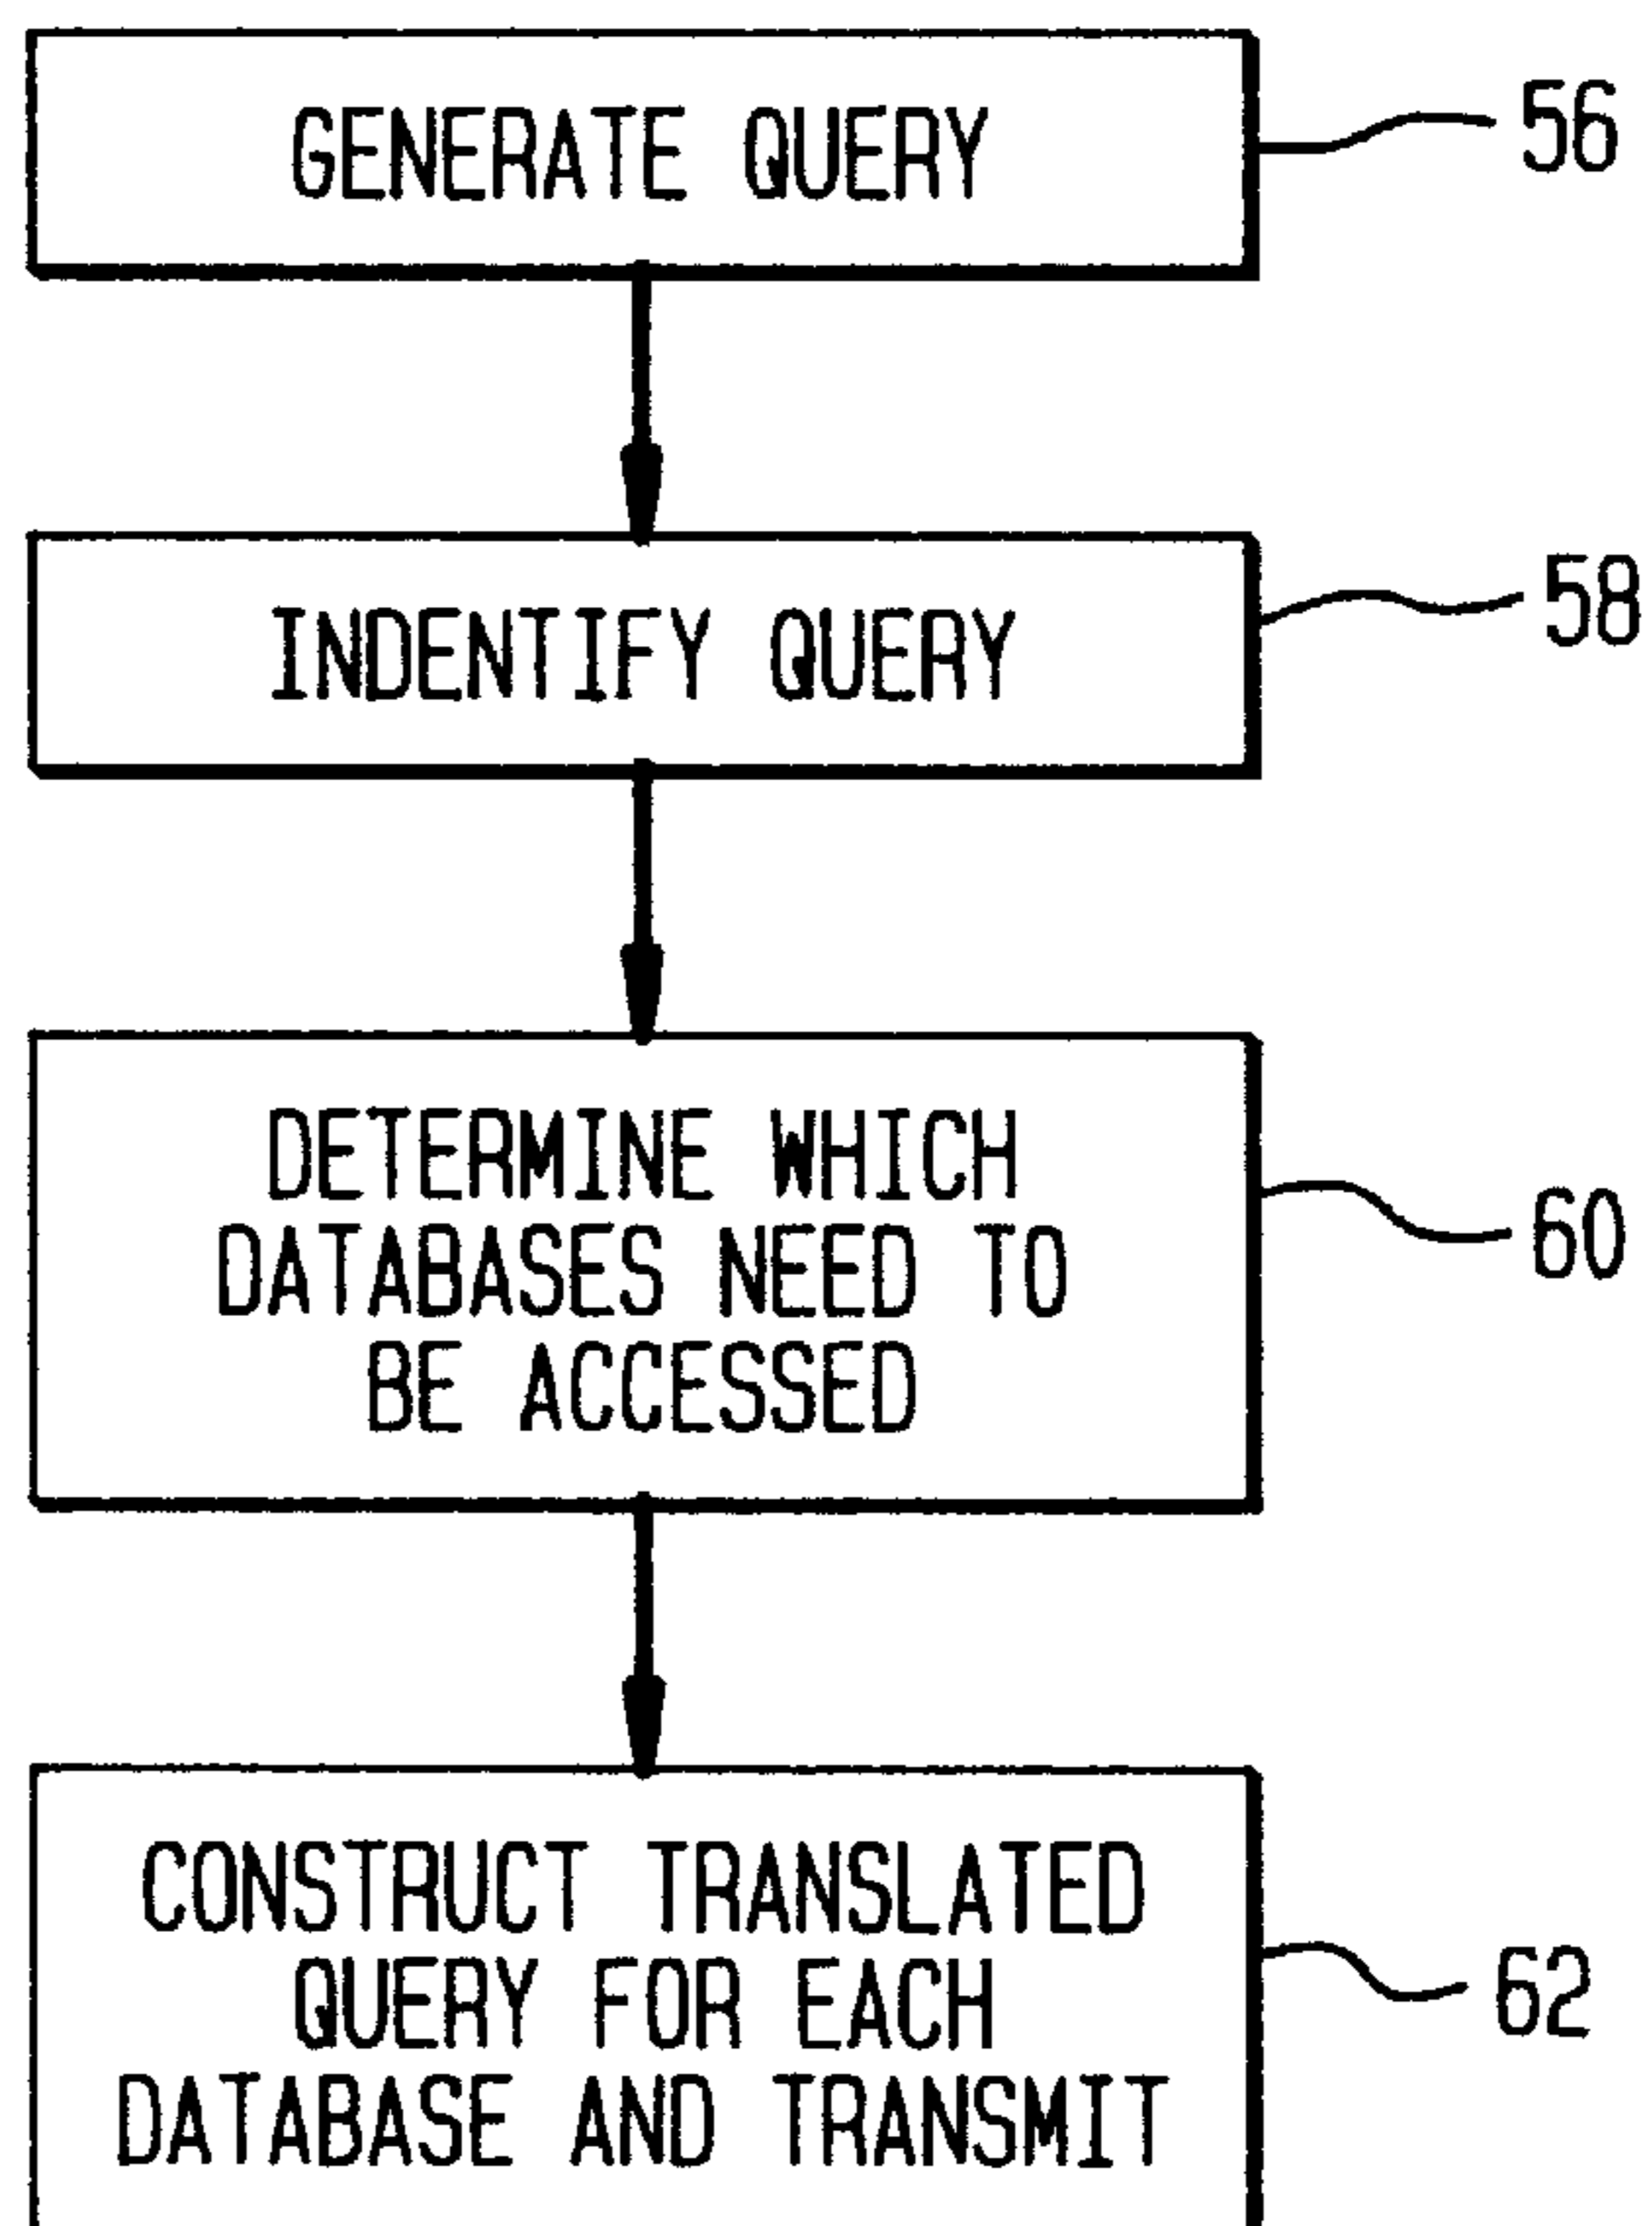 GENERATE QUERY
56
INDENTIFY QUERY
58
DETERMINE WHICH
DATABASES NEED TO
BE ACCESSED
60
CONSTRUCT TRANSLATED
QUERY FOR EACH
DATABASE AND TRANSMIT
62